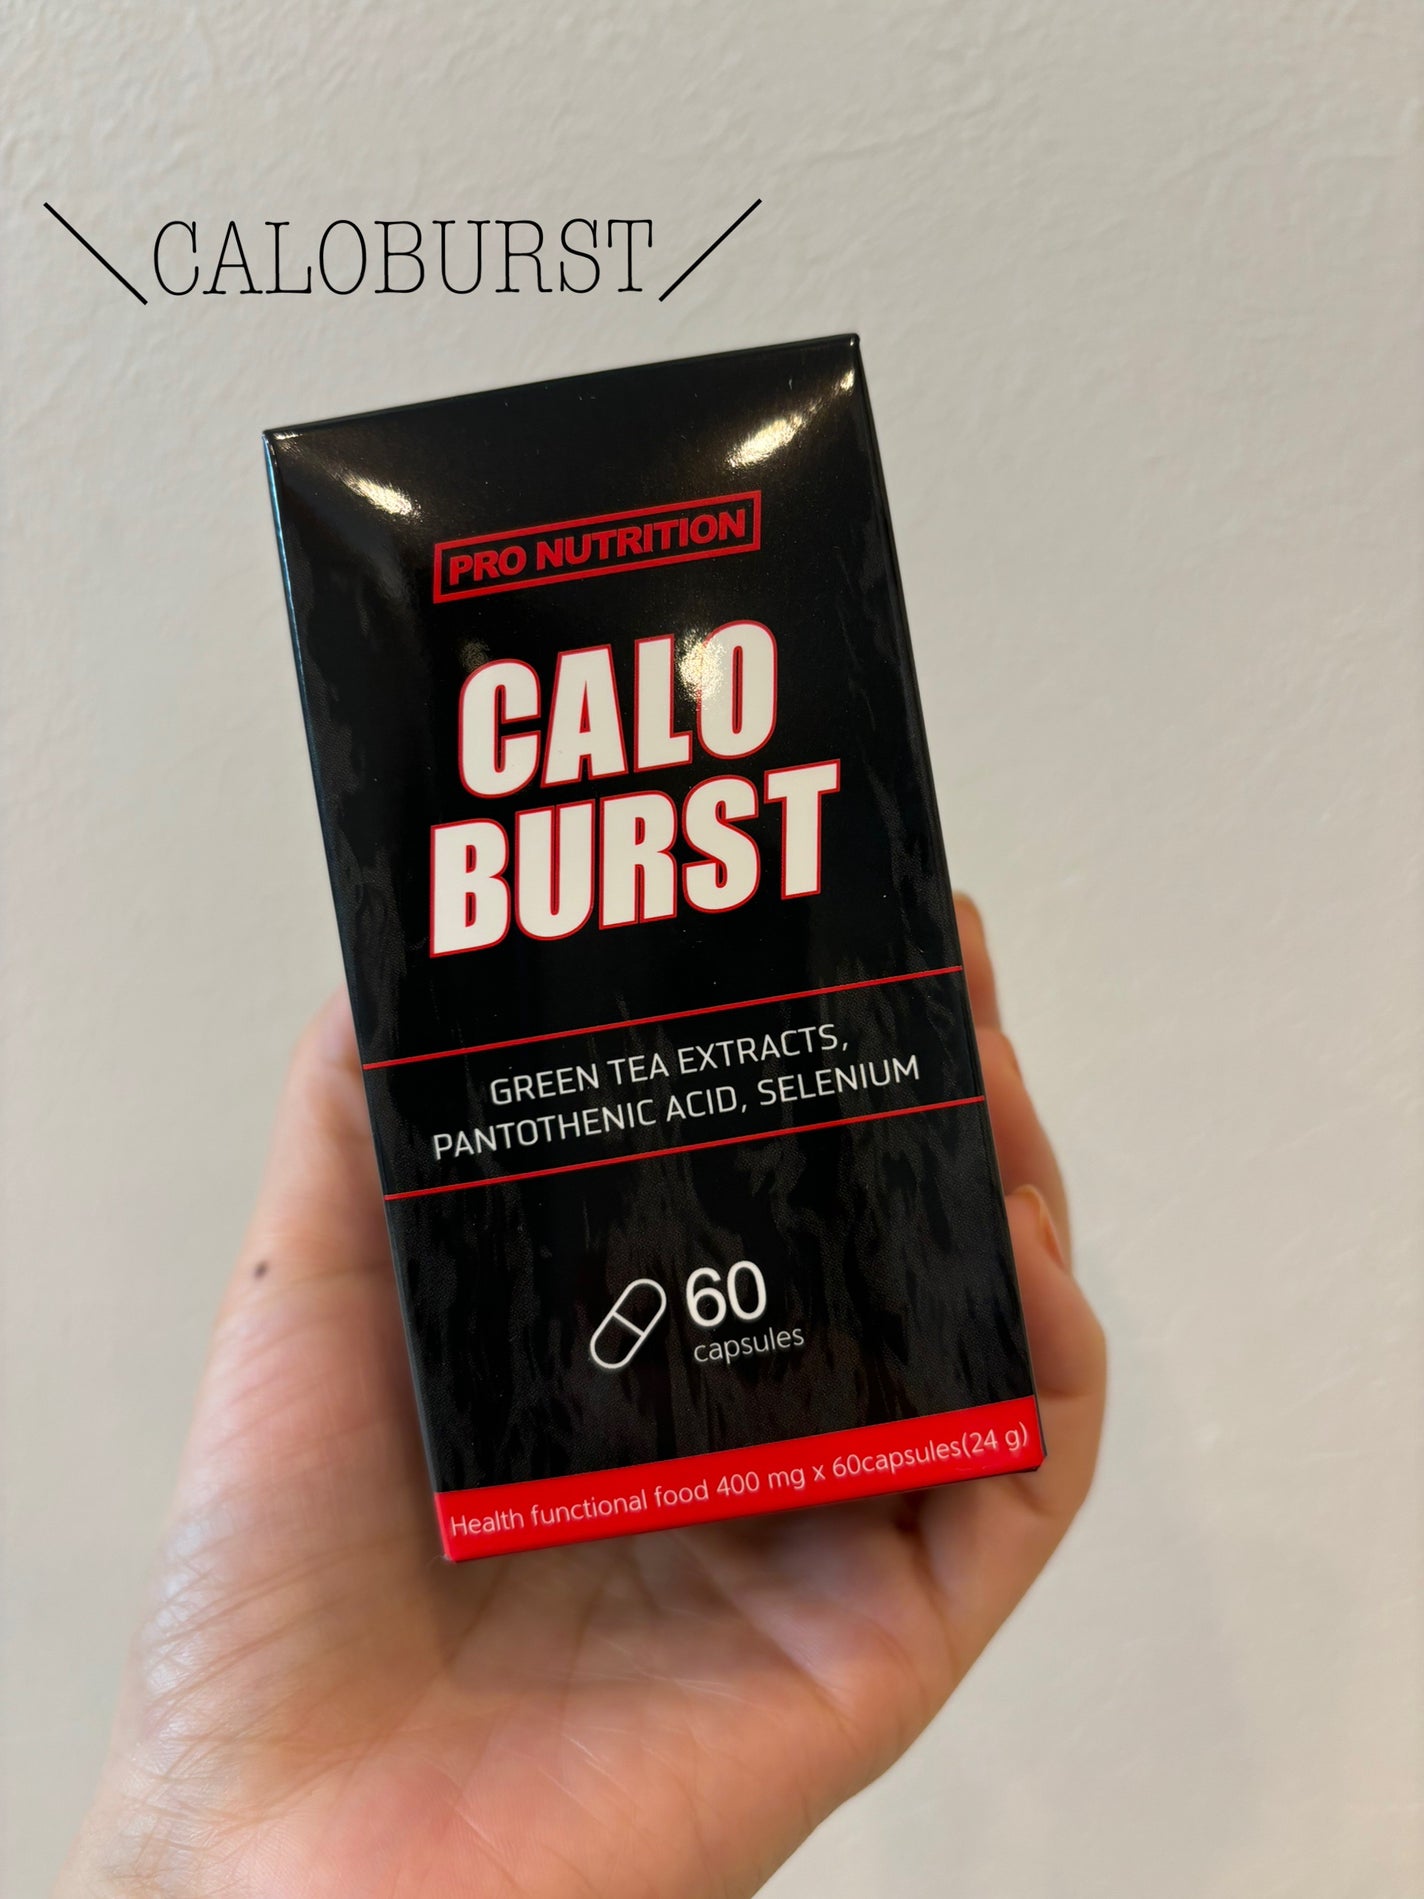 CALOBURST
PRO NUTRITION
CALO
BURST
GREEN TEA EXTRACTS,
PANTOTHENIC ACID, SELENIUM
60
capsules
Health functional food 400 mg x 60capsules(24 g)